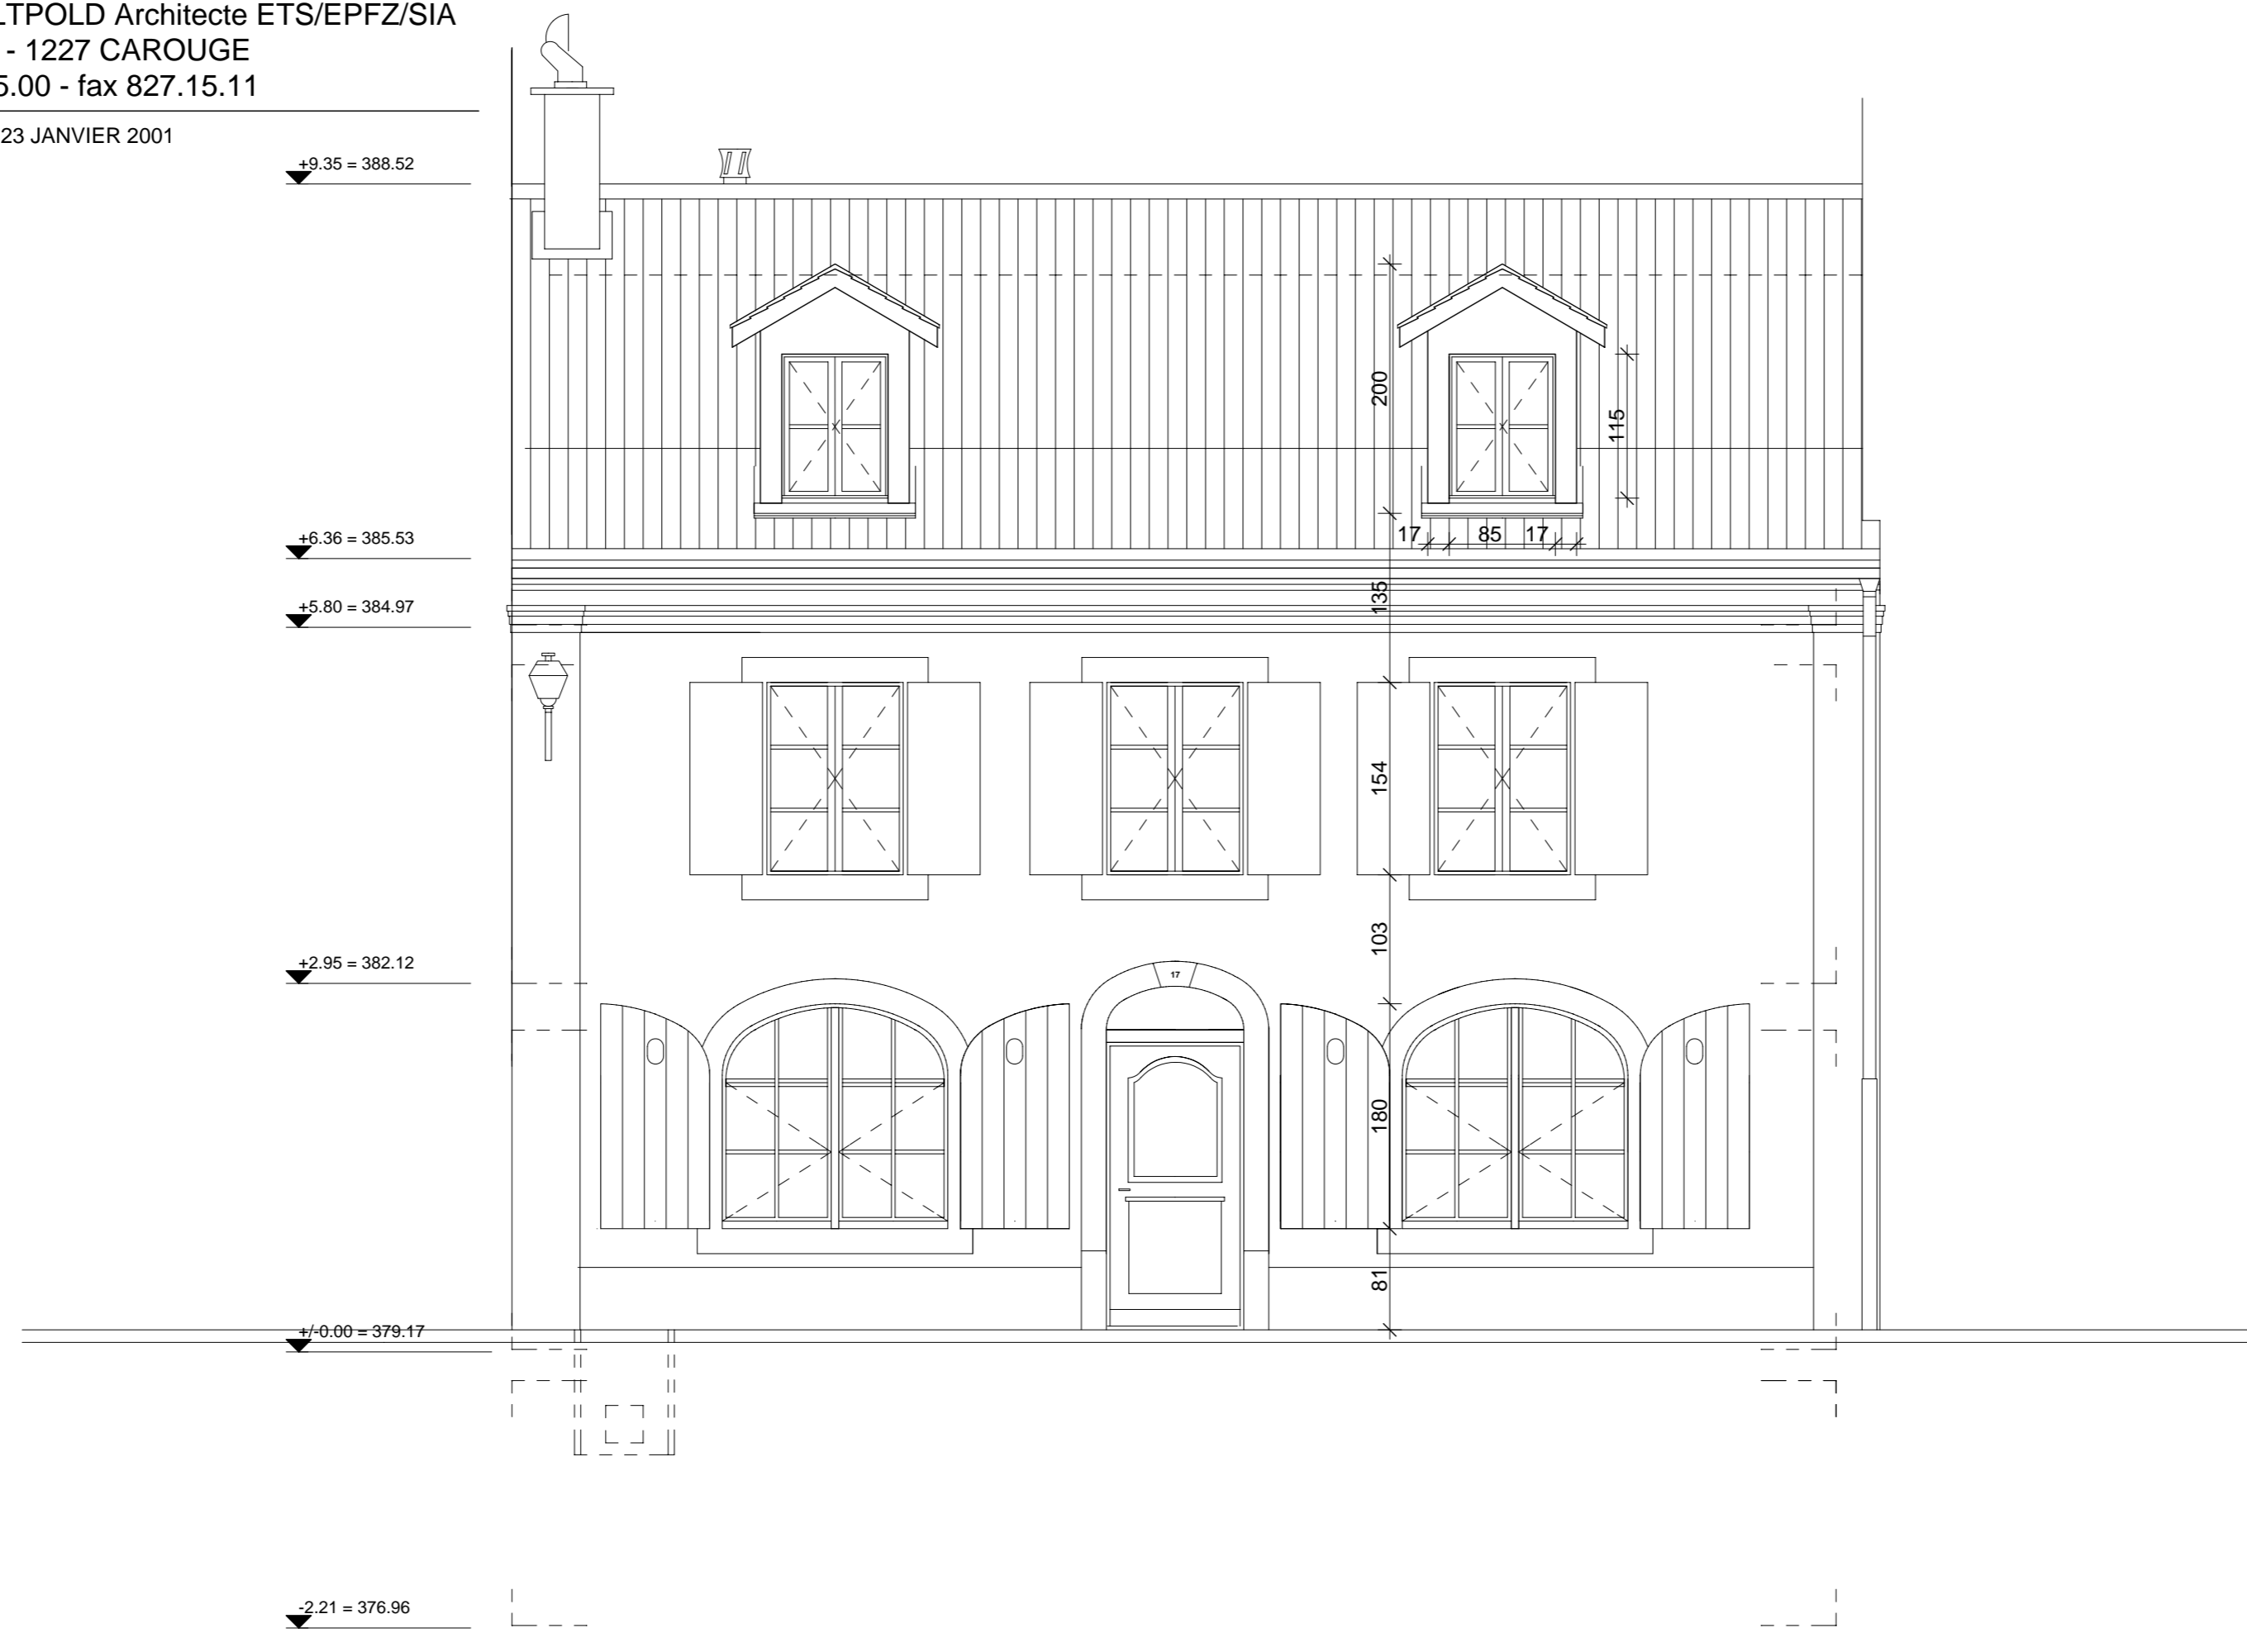 LTPOLD Architecte ETS/EPFZ/SIA
- 1227 CAROUGE
5.00 - fax 827.15.11
23 JANVIER 2001
+9.35 = 388.52
200
115
+6.36 = 385.53
17 85 17
135
+5.80 = 384.97
154
103
+2.95 = 382.12
17
180
81
+/-0.00 = 379.17
-2.21 = 376.96